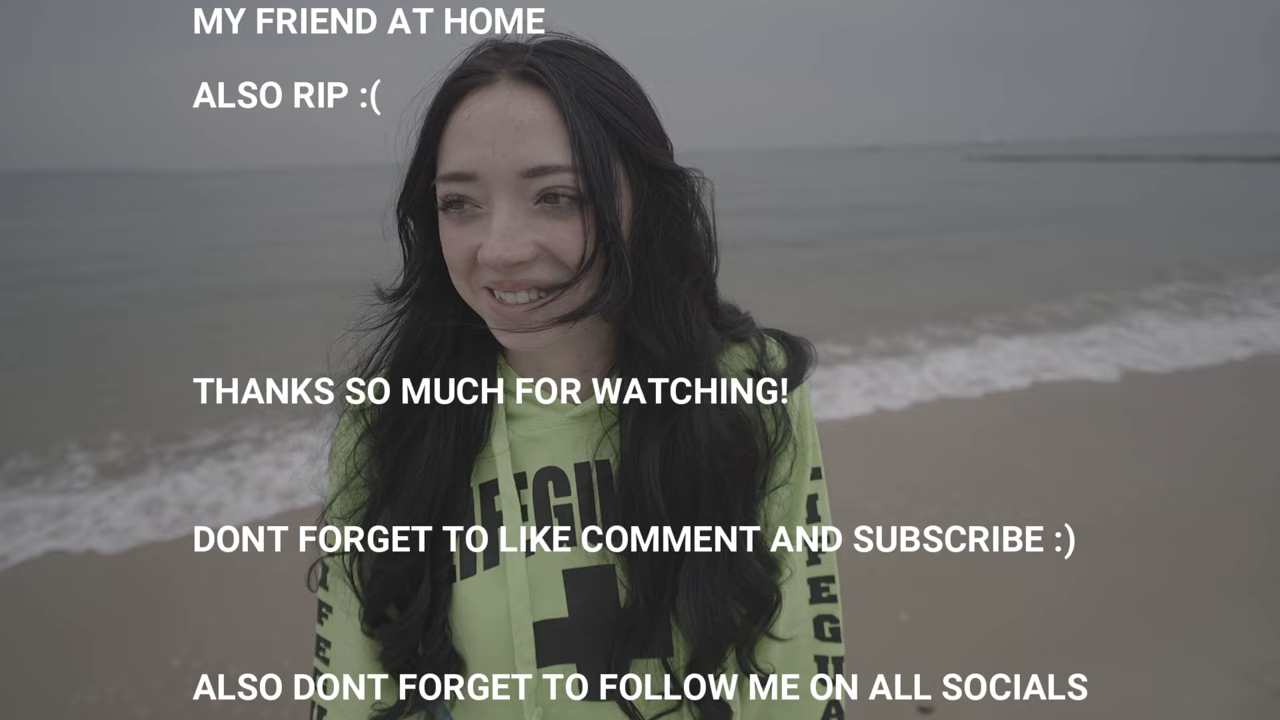 MY FRIEND AT HOME
ALSO RIP :(
THANKS SO MUCH FOR WATCHING!
DONT FORGET TO LIKE COMMENT AND SUBSCRIBE :)
ALSO DONT FORGET TO FOLLOW ME ON ALL SOCIALS